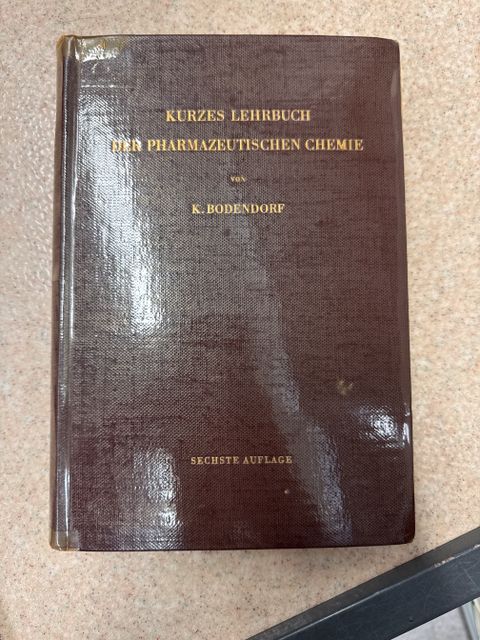 KURZES LEHRBUCH
DER PHARMAZEUTISCHEN CHEMIE
VON
K. BODENDORF
SECHSTE AUFLAGE